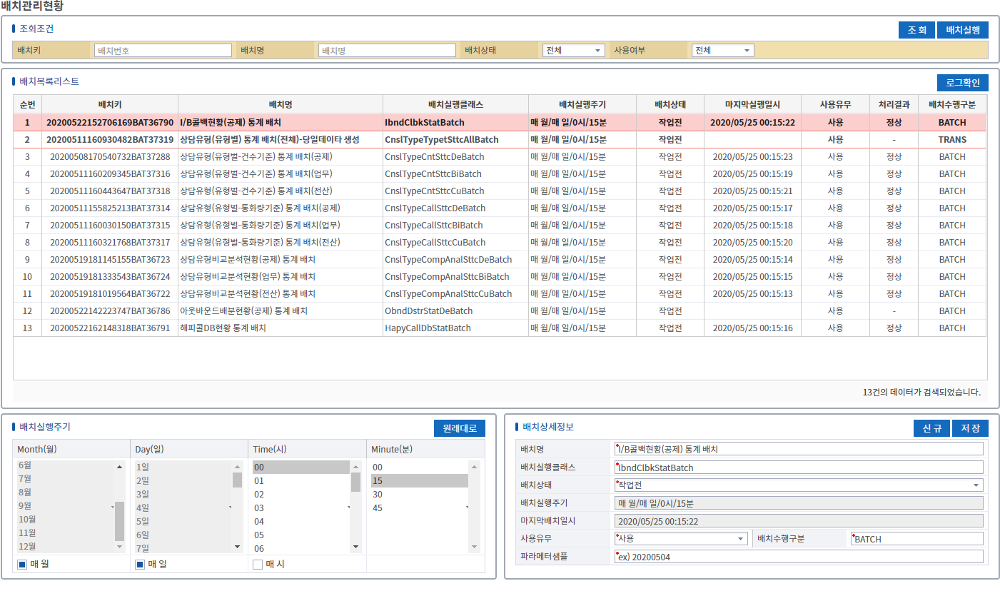 배치관리현황
조회조건
조 회 배치실행
배치키 배치번호 배치명 배치명 배치상태 전체 사용여부 전체
배치목록리스트
로그확인
순번 배치키 배치명 배치실행클래스 배치실행주기 배치상태 마지막실행일시 사용유무 처리결과 배치수행구분
1 20200522152706169BAT36790 I/B콜백현황(공제) 통계 배치 IbndClbkStatBatch 매 월/매 일/0시/15분 작업전 2020/05/25 00:15:22 사용 정상 BATCH
2 20200511160930482BAT37319 상담유형(유형별) 통계 배치(전체)-당일데이타 생성 CnslTypeTypetSttcAllBatch 매 월/매 일/0시/15분 작업전 사용 - TRANS
3 20200508170540732BAT37288 상담유형(유형별-건수기준) 통계 배치(공제) CnslTypeCntSttcDeBatch 매 월/매 일/0시/15분 작업전 2020/05/25 00:15:23 사용 정상 BATCH
4 20200511160209345BAT37316 상담유형(유형벌-건수기준) 통계 배치(업무) CnslTypeCntSttcBiBatch 매 월/매 일/0시/15분 작업전 2020/05/25 00:15:19 사용 정상 BATCH
5 20200511160443647BAT37318 상담유형(유형벌-건수기준) 통계 배치(전산) CnslTypeCntSttcCuBatch 매 월/매 일/0시/15분 작업전 2020/05/25 00:15:21 사용 정상 BATCH
6 20200511155825213BAT37314 상담유형(유형벌-통화량기준) 통계 배치(공제) CnslTypeCallSttcDeBatch 매 월/매 일/0시/15분 작업전 2020/05/25 00:15:17 사용 정상 BATCH
7 20200511160030150BAT37315 상담유형(유형벌-통화량기준) 통계 배치(업무) CnslTypeCallSttcBiBatch 매 월/매 일/0시/15분 작업전 2020/05/25 00:15:18 사용 정상 BATCH
8 20200511160321768BAT37317 상담유형(유형벌-통화량기준) 통계 배치(전산) CnslTypeCallSttcCuBatch 매 월/매 일/0시/15분 작업전 2020/05/25 00:15:20 사용 정상 BATCH
9 20200519181145155BAT36723 상담유형비교분석현황(공제) 통계 배치 CnslTypeCompAnalSttcDeBatch 매 월/매 일/0시/15분 작업전 2020/05/25 00:15:14 사용 정상 BATCH
10 20200519181333543BAT36724 상담유형비교분석현황(업무) 통계 배치 CnslTypeCompAnalSttcBiBatch 매 월/매 일/0시/15분 작업전 2020/05/25 00:15:15 사용 정상 BATCH
11 20200519181019564BAT36722 상담유형비교분석현황(전산) 통계 배치 CnslTypeCompAnalSttcCuBatch 매 월/매 일/0시/15분 작업전 2020/05/25 00:15:13 사용 정상 BATCH
12 20200522142223747BAT36786 아웃바운드배분현황(공제) 통계 배치 ObndDstrStatDeBatch 매 월/매 일/0시/15분 작업전 사용 - BATCH
13 20200522162148318BAT36791 해피콜DB현황 통계 배치 HapyCallDbStatBatch 매 월/매 일/0시/15분 작업전 2020/05/25 00:15:16 사용 정상 BATCH
13건의 데이터가 검색되었습니다.
배치실행주기
원래대로
Month(월) Day(일) Time(시) Minute(분)
6월 1일 00 00
7월 2일 01 15
8월 3일 02 30
9월 4일 03 45
10월 5일 04
11월 6일 05
12월 7일 06
매 월 매 일 매 시
배치상세정보
신 규 저 장
배치명 I/B콜백현황(공제) 통계 배치
배치실행클래스 IbndClbkStatBatch
배치상태 작업전
배치실행주기 매 월/매 일/0시/15분
마지막배치일시 2020/05/25 00:15:22
사용유무 사용 배치수행구분 BATCH
파라메터샘플 ex) 20200504